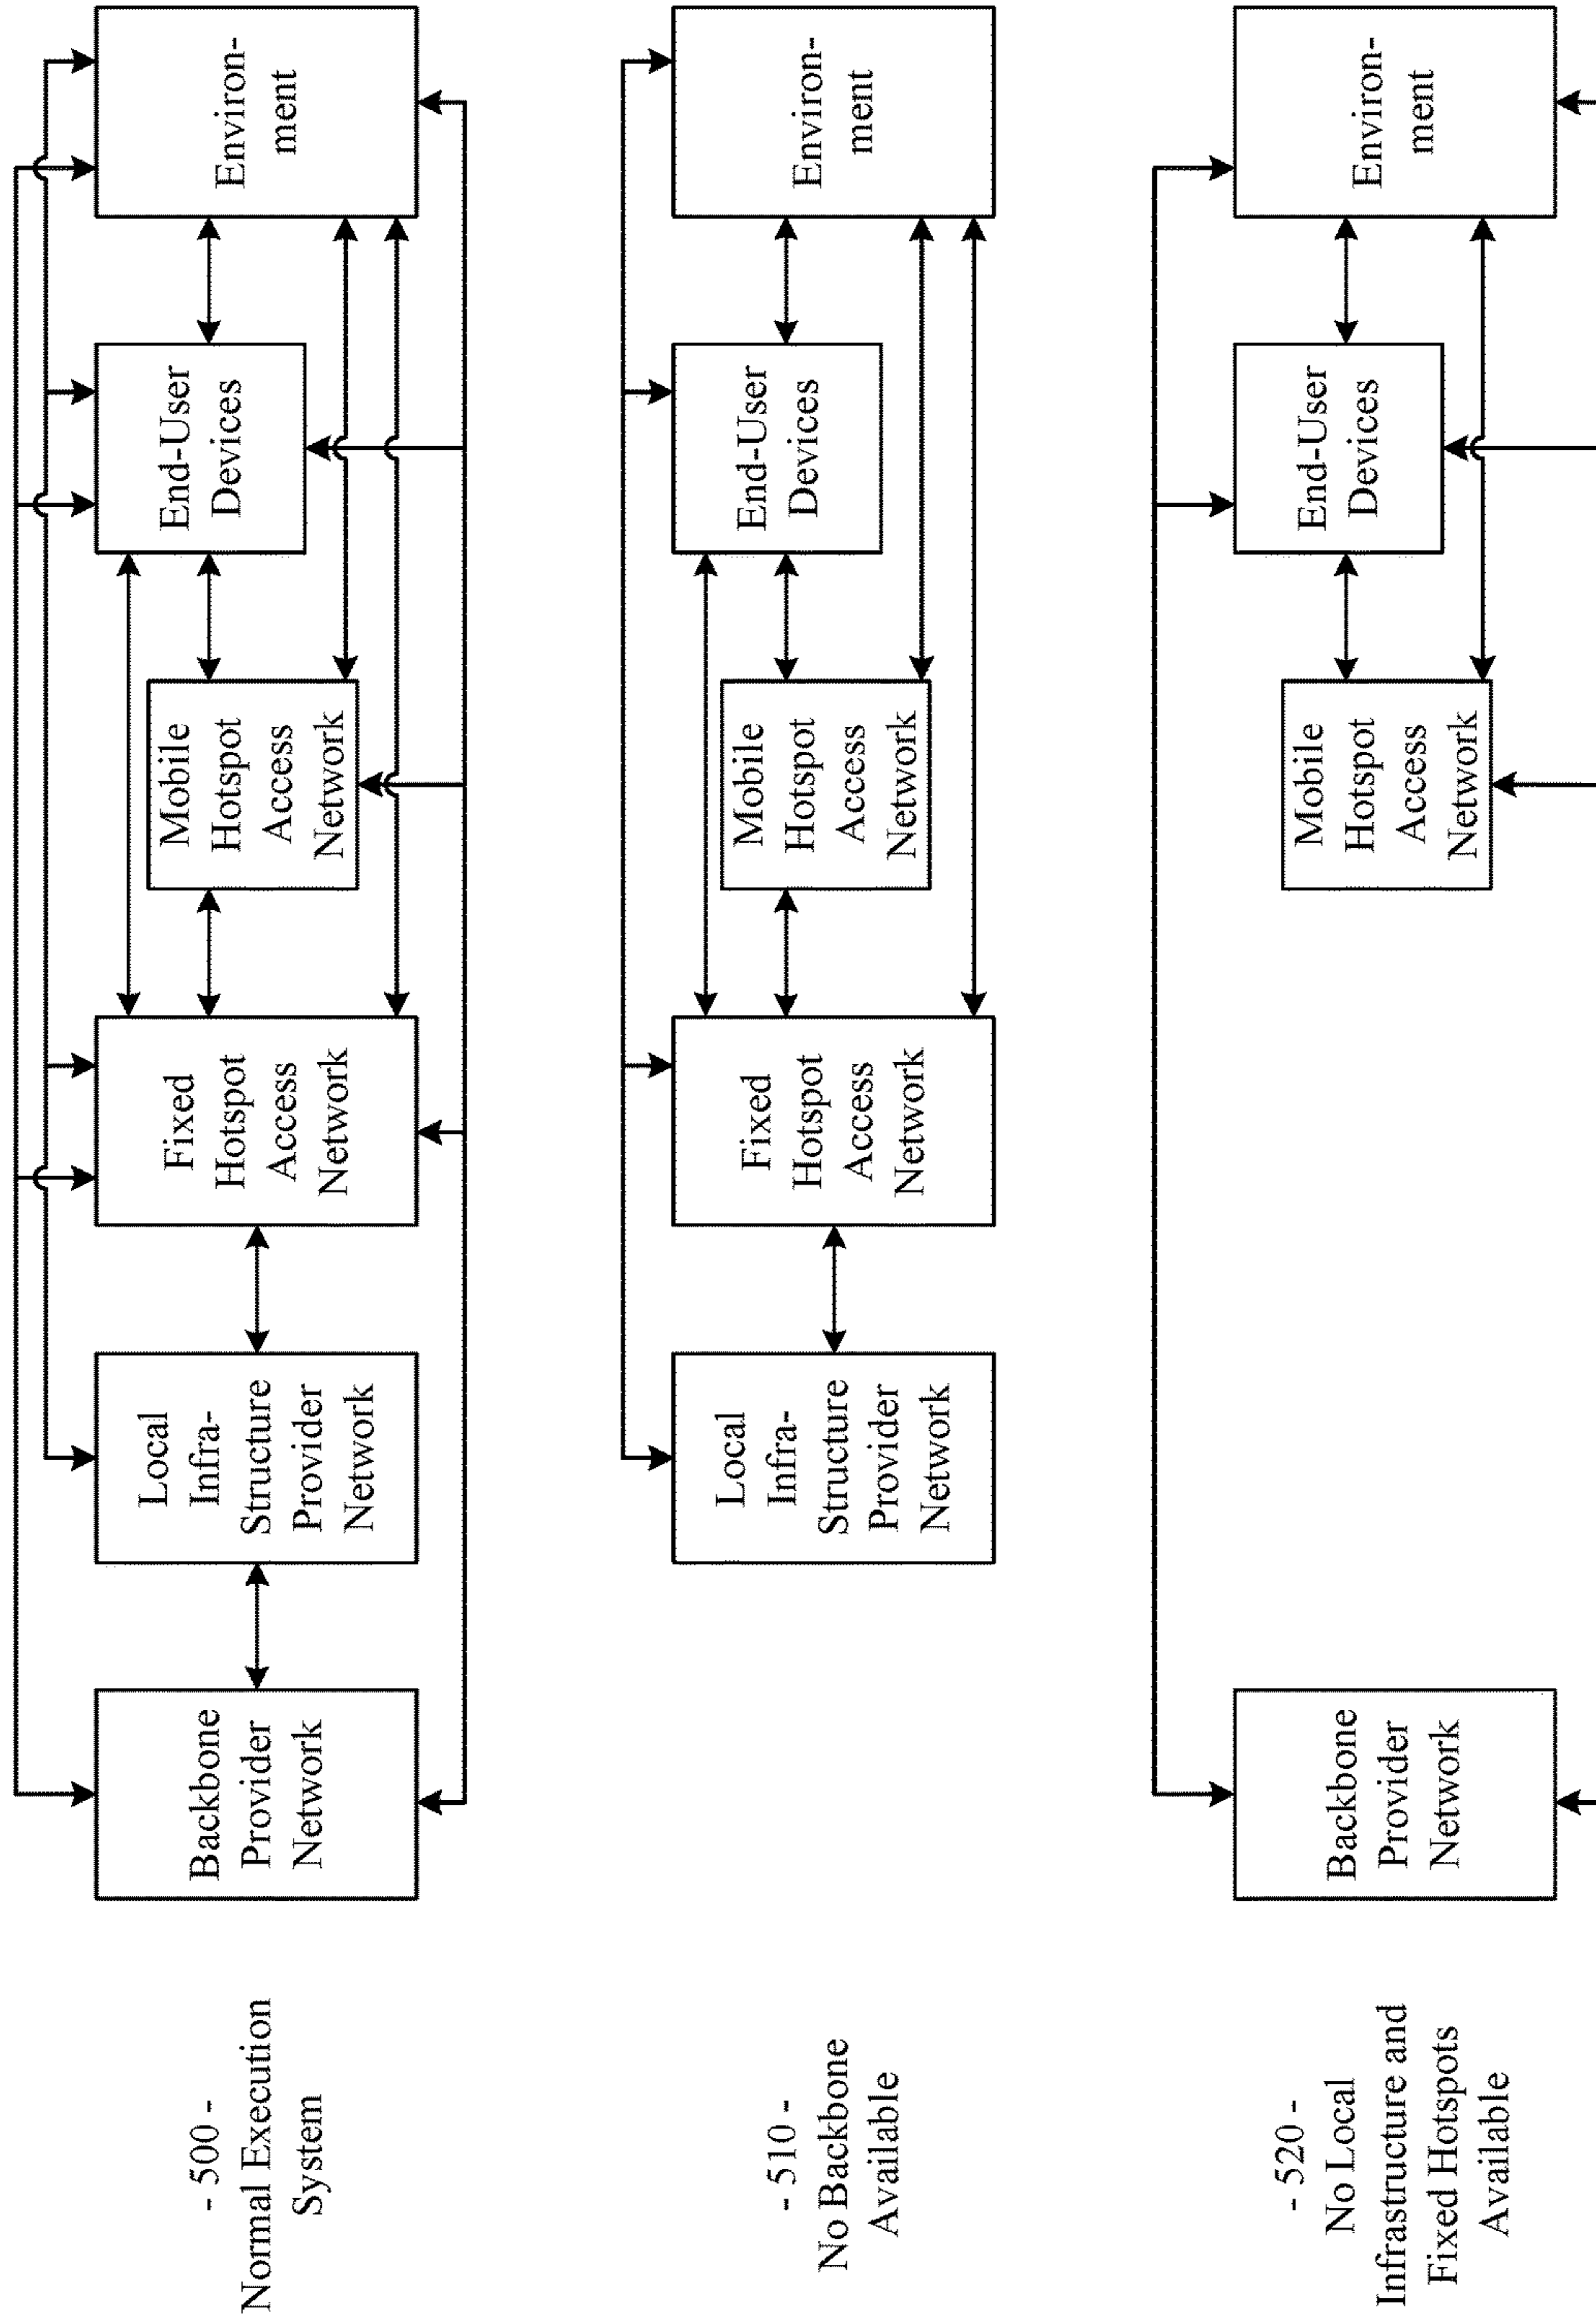 - 500 -
Normal Execution
System
Backbone
Provider
Network
Local
Infra-
Structure
Provider
Network
Fixed
Hotspot
Access
Network
Mobile
Hotspot
Access
Network
End-User
Devices
Environ-
ment
- 510 -
No Backbone
Available
Local
Infra-
Structure
Provider
Network
Fixed
Hotspot
Access
Network
Mobile
Hotspot
Access
Network
End-User
Devices
Environ-
ment
- 520 -
No Local
Infrastructure and
Fixed Hotspots
Available
Backbone
Provider
Network
Mobile
Hotspot
Access
Network
End-User
Devices
Environ-
ment